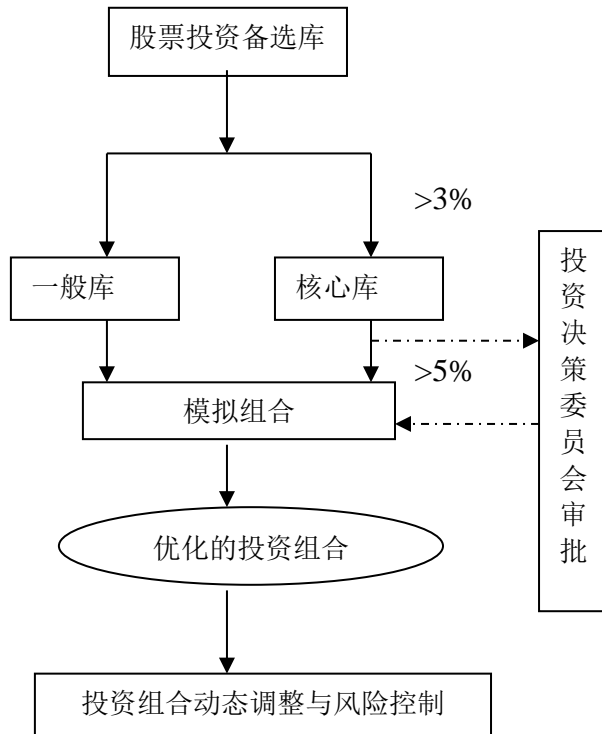 股票投资备选库
>3%
一般库
核心库
投资决策委员会审批
>5%
模拟组合
优化的投资组合
投资组合动态调整与风险控制